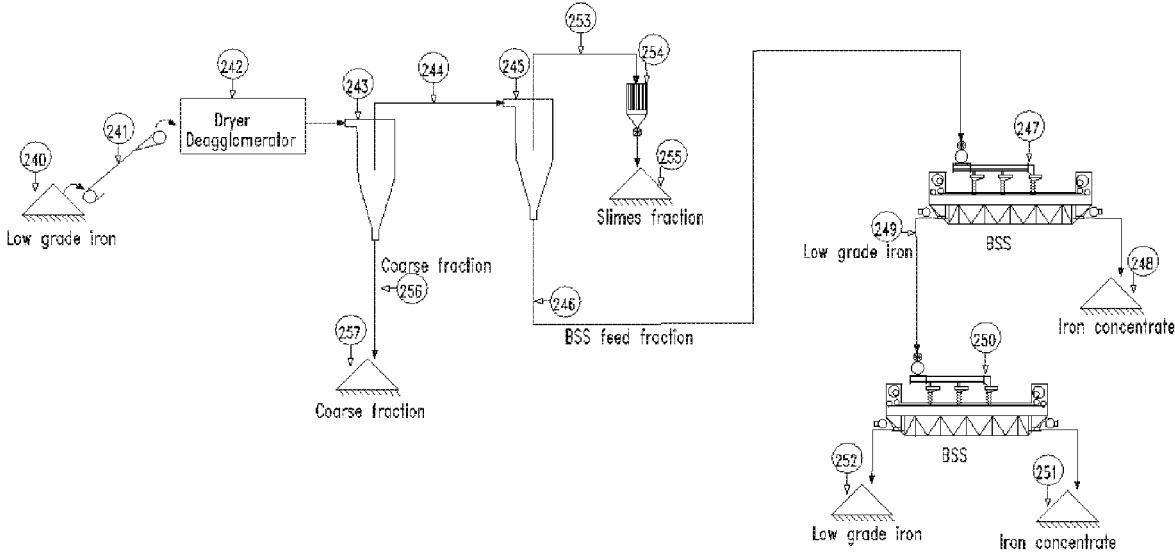 253
242
254
243
244
245
241
Dryer
Deagglomerator
247
240
255
Slimes fraction
Low grade iron
249
Low grade iron
BSS
248
Coarse fraction
256
246
BSS feed fraction
Iron concentrate
257
250
Coarse fraction
BSS
252
251
Low grade iron
Iron concentrate